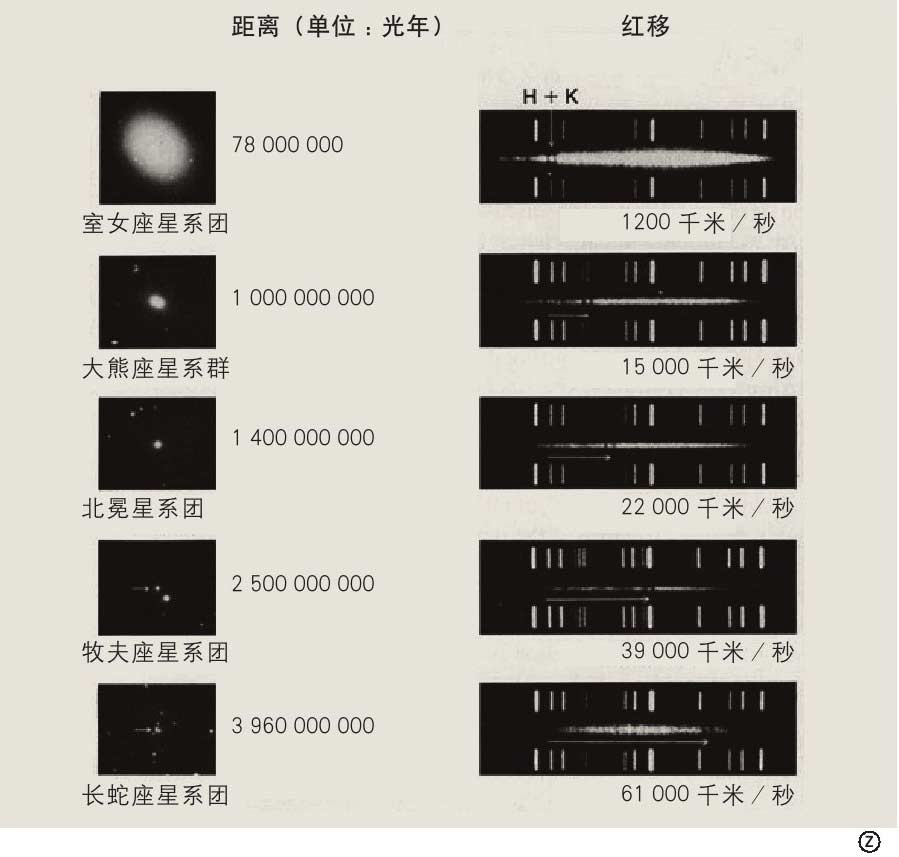 距离（单位：光年）
红移
H + K
78 000 000
室女座星系团
1200 千米 / 秒
1 000 000 000
大熊座星系群
15 000 千米 / 秒
1 400 000 000
北冕星系团
22 000 千米 / 秒
2 500 000 000
牧夫座星系团
39 000 千米 / 秒
3 960 000 000
长蛇座星系团
61 000 千米 / 秒
Z